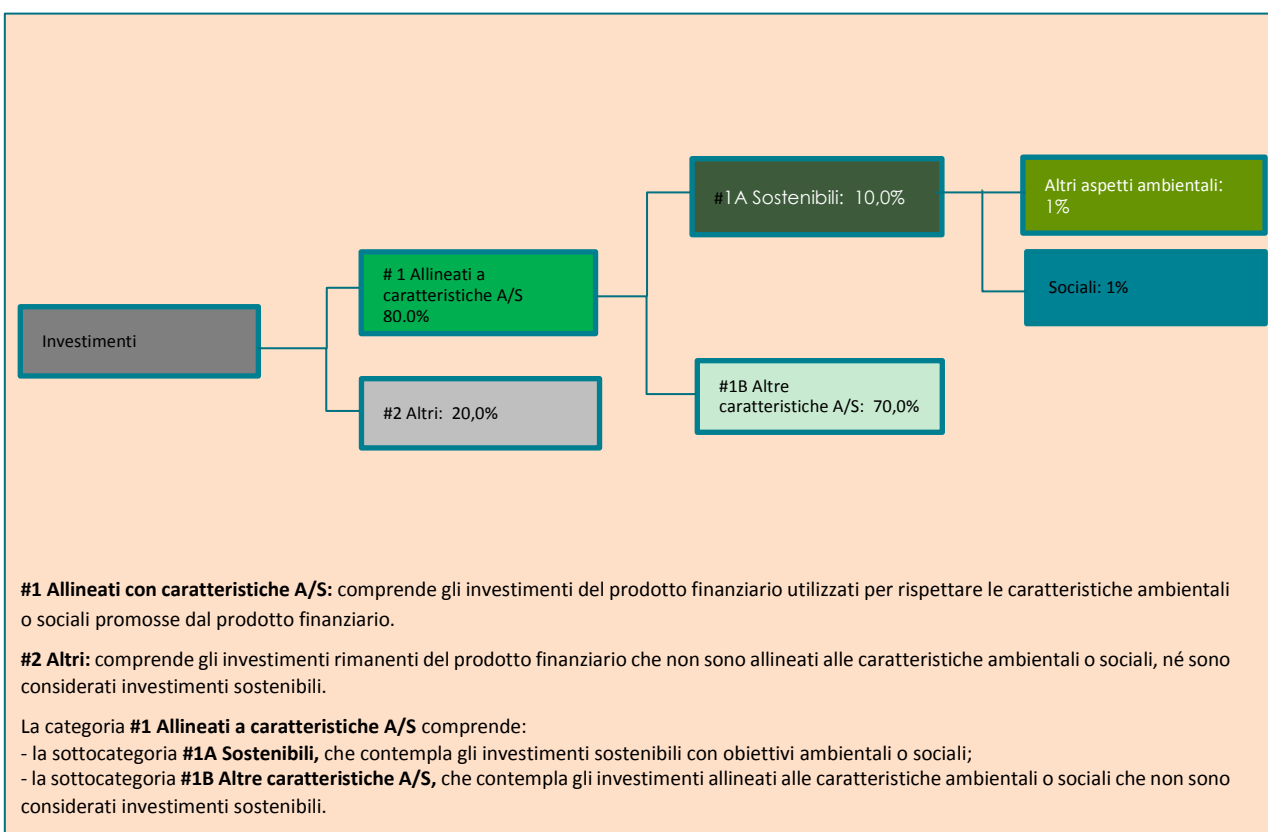 #1A Sostenibili:  10,0%
Altri aspetti ambientali:
1%
# 1 Allineati a
caratteristiche A/S
80.0%
Sociali: 1%
Investimenti
#1B Altre
caratteristiche A/S:  70,0%
#2 Altri:  20,0%
#1 Allineati con caratteristiche A/S: comprende gli investimenti del prodotto finanziario utilizzati per rispettare le caratteristiche ambientali
o sociali promosse dal prodotto finanziario.
#2 Altri: comprende gli investimenti rimanenti del prodotto finanziario che non sono allineati alle caratteristiche ambientali o sociali, né sono
considerati investimenti sostenibili.
La categoria #1 Allineati a caratteristiche A/S comprende:
- la sottocategoria #1A Sostenibili, che contempla gli investimenti sostenibili con obiettivi ambientali o sociali;
- la sottocategoria #1B Altre caratteristiche A/S, che contempla gli investimenti allineati alle caratteristiche ambientali o sociali che non sono
considerati investimenti sostenibili.